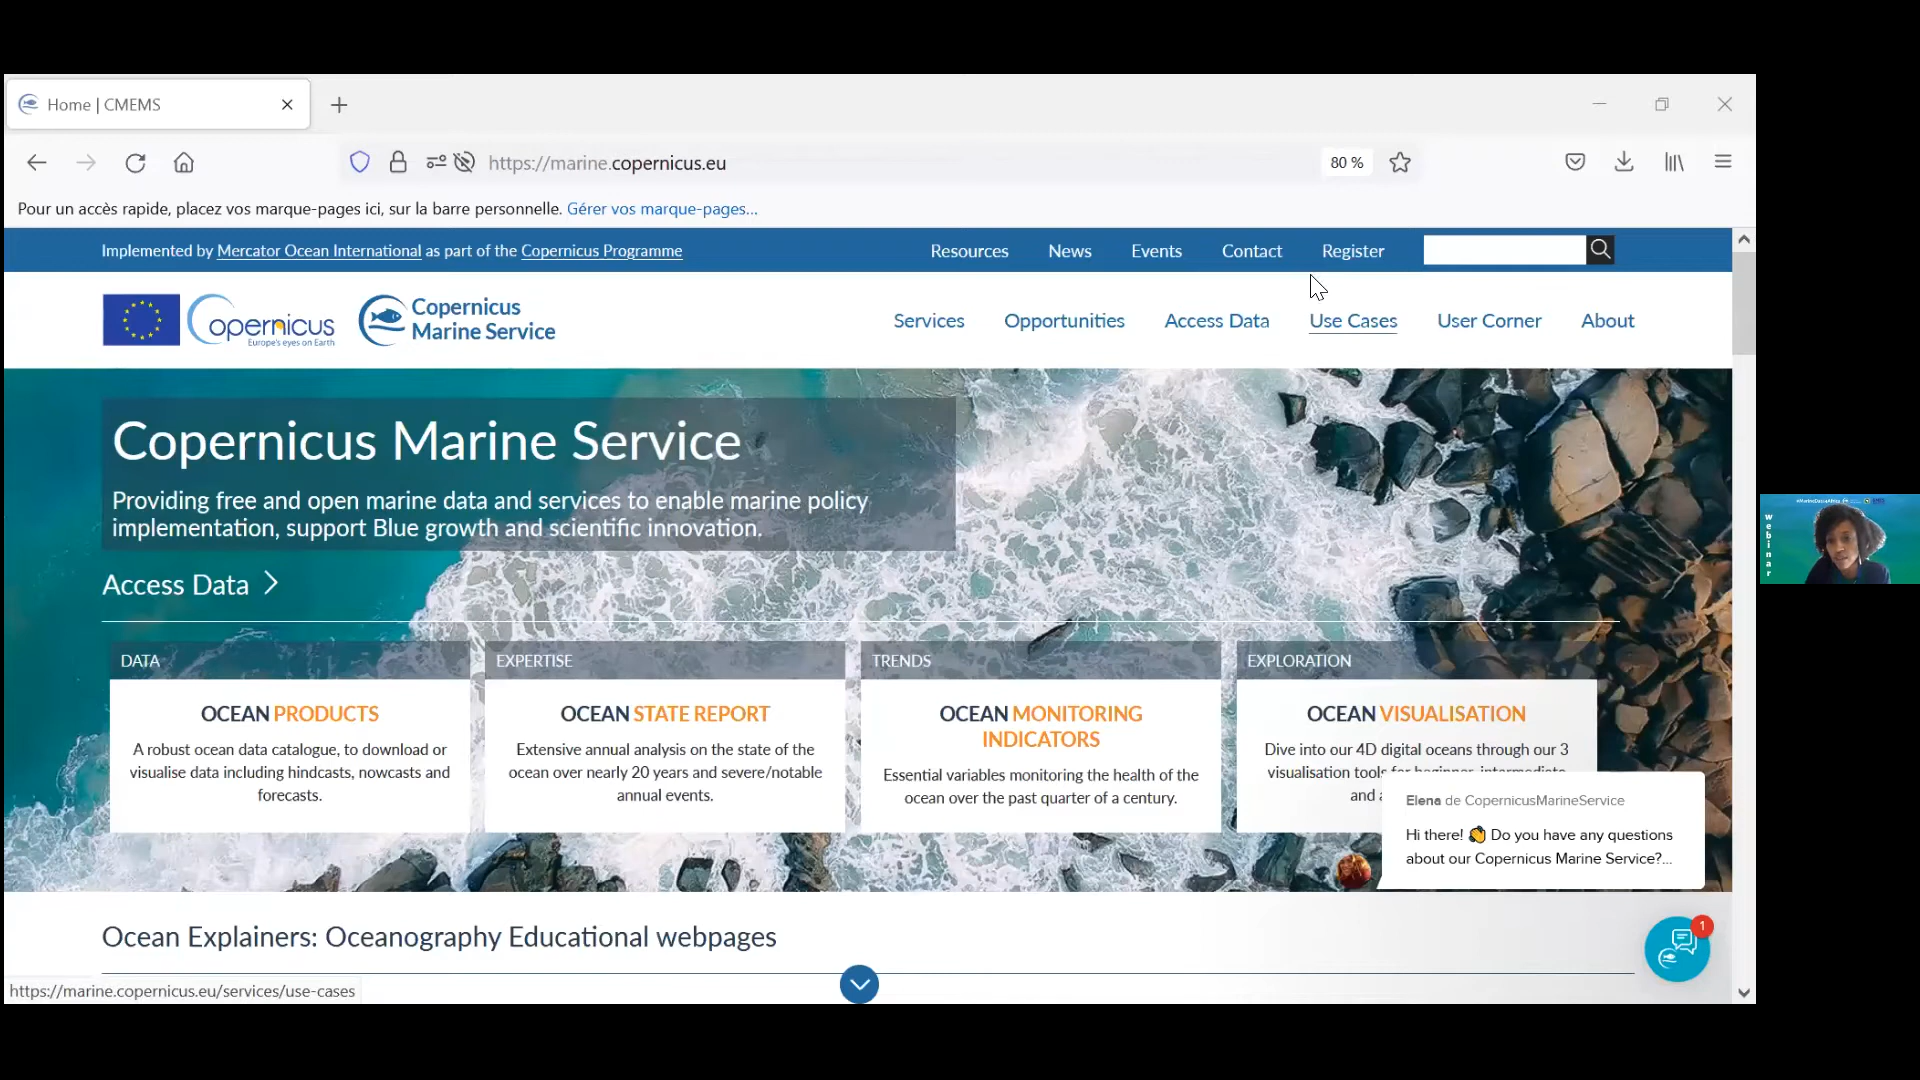 Home | CMEMS
https://marine.copernicus.eu
80 %
Pour un accès rapide, placez vos marque-pages ici, sur la barre personnelle. Gérer vos marque-pages...
Implemented by Mercator Ocean International as part of the Copernicus Programme
Resources News Events Contact Register
opernicus
Europe's eyes on Earth
Copernicus
Marine Service
Services Opportunities Access Data Use Cases User Corner About
Copernicus Marine Service
Providing free and open marine data and services to enable marine policy
implementation, support Blue growth and scientific innovation.
Access Data
DATA
OCEAN PRODUCTS
A robust ocean data catalogue, to download or
visualise data including hindcasts, nowcasts and
forecasts.
EXPERTISE
OCEAN STATE REPORT
Extensive annual analysis on the state of the
ocean over nearly 20 years and severe/notable
annual events.
TRENDS
OCEAN MONITORING
INDICATORS
Essential variables monitoring the health of the
ocean over the past quarter of a century.
EXPLORATION
OCEAN VISUALISATION
Dive into our 4D digital oceans through our 3
visualisation tools for beginner, intermediate
and
Elena de CopernicusMarineService
Hi there! 👏 Do you have any questions
about our Copernicus Marine Service?...
1
Ocean Explainers: Oceanography Educational webpages
https://marine.copernicus.eu/services/use-cases
webinar